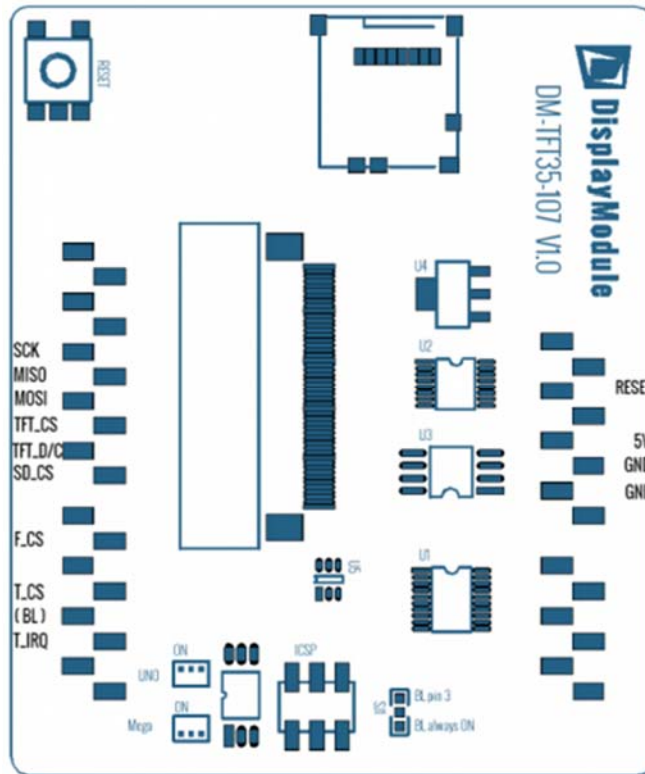 RESET
DisplayModule
DM-TFT35-107 V1.0
U4
U2
U3
U1
U5
SCK
MISO
MOSI
TFT_CS
TFT_D/C
SD_CS
F_CS
T_CS
(BL)
T_IRQ
RESE
5V
GND
GND
ON
UNO
ON
Mega
ICSP
BL pin 3
BL always ON